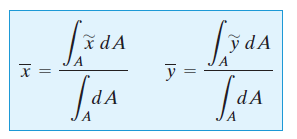 x̄ = ∫_A x̃ dA / ∫_A dA    ȳ = ∫_A ỹ dA / ∫_A dA